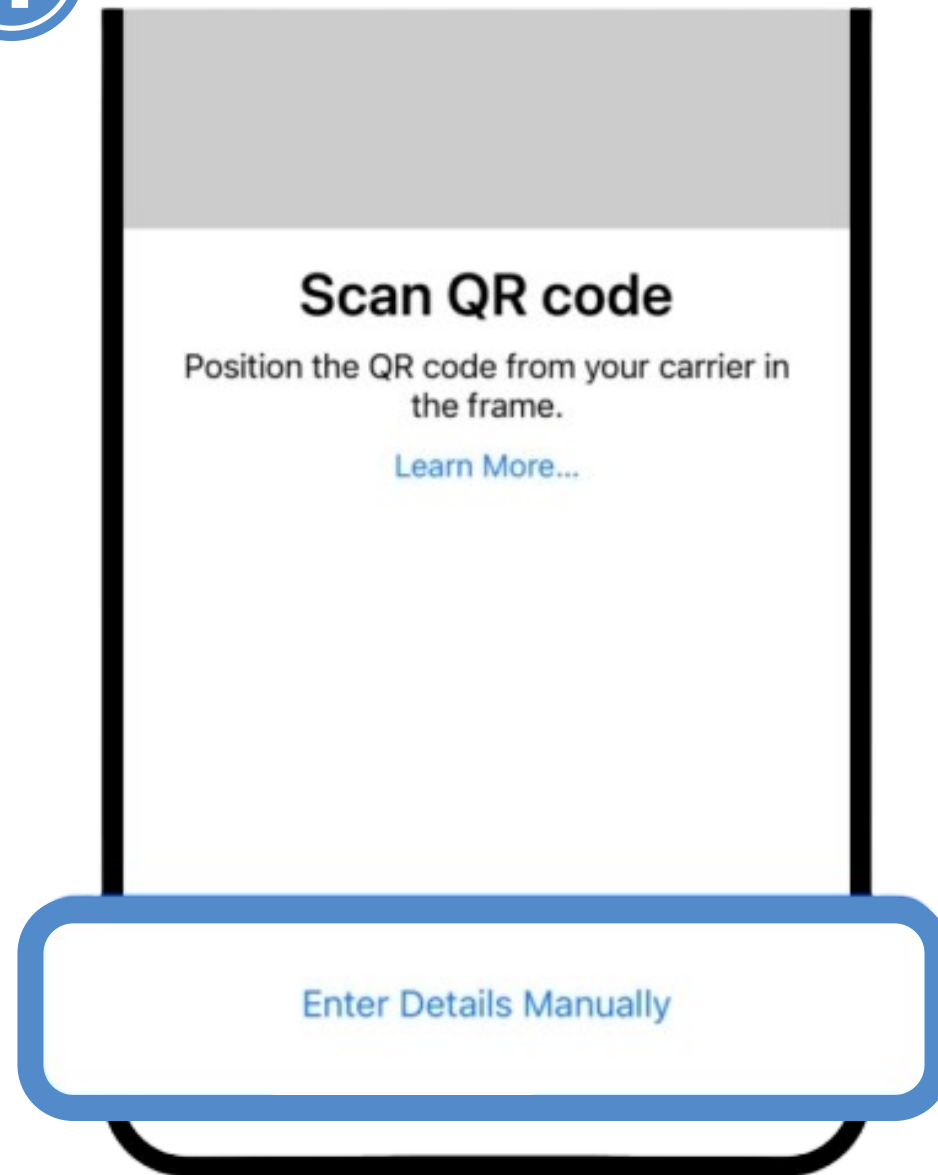 Scan QR code
Position the QR code from your carrier in
the frame.
Learn More...
Enter Details Manually